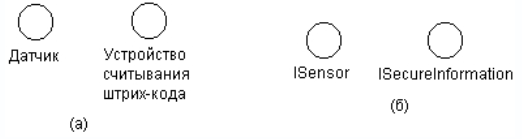 Датчик
Устройство
считывания
штрих-кода
(а)
ISensor
ISecureInformation
(б)